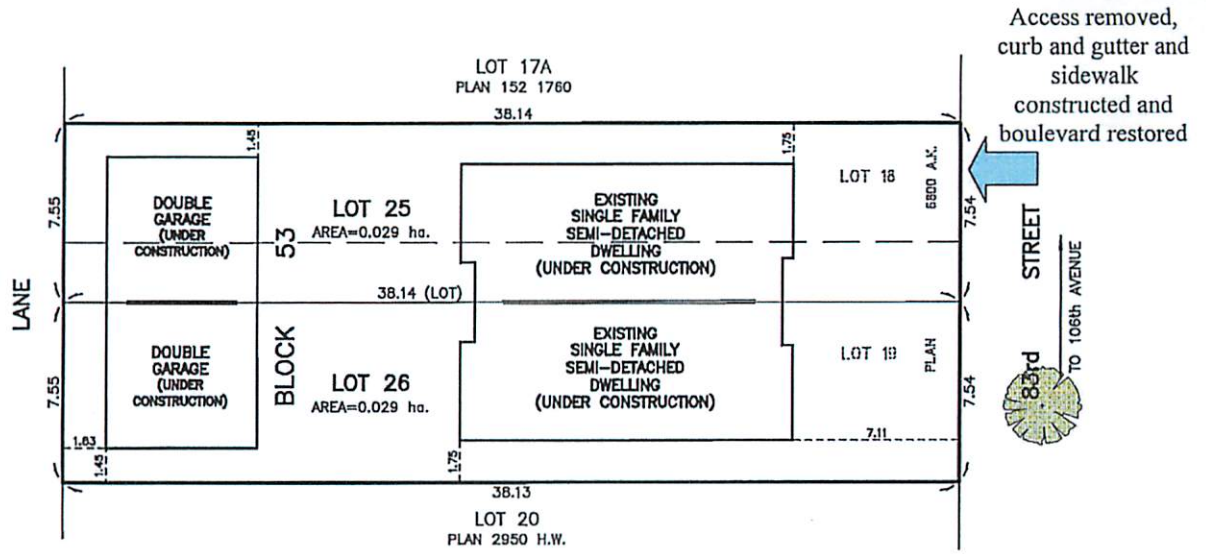 Access removed,
curb and gutter and
sidewalk
constructed and
boulevard restored
LOT 17A
PLAN 152 1760
38.14
1.45
1.75
7.55
DOUBLE
GARAGE
(UNDER
CONSTRUCTION)
LOT 25
AREA=0.029 ha.
EXISTING
SINGLE FAMILY
SEMI-DETACHED
DWELLING
(UNDER CONSTRUCTION)
LOT 18
6800 A.K.
7.54
LANE
BLOCK 53
38.14 (LOT)
83rd STREET
TO 106th AVENUE
7.55
DOUBLE
GARAGE
(UNDER
CONSTRUCTION)
LOT 26
AREA=0.029 ha.
EXISTING
SINGLE FAMILY
SEMI-DETACHED
DWELLING
(UNDER CONSTRUCTION)
LOT 19
PLAN
7.54
1.63
1.45
1.75
7.11
38.13
LOT 20
PLAN 2950 H.W.